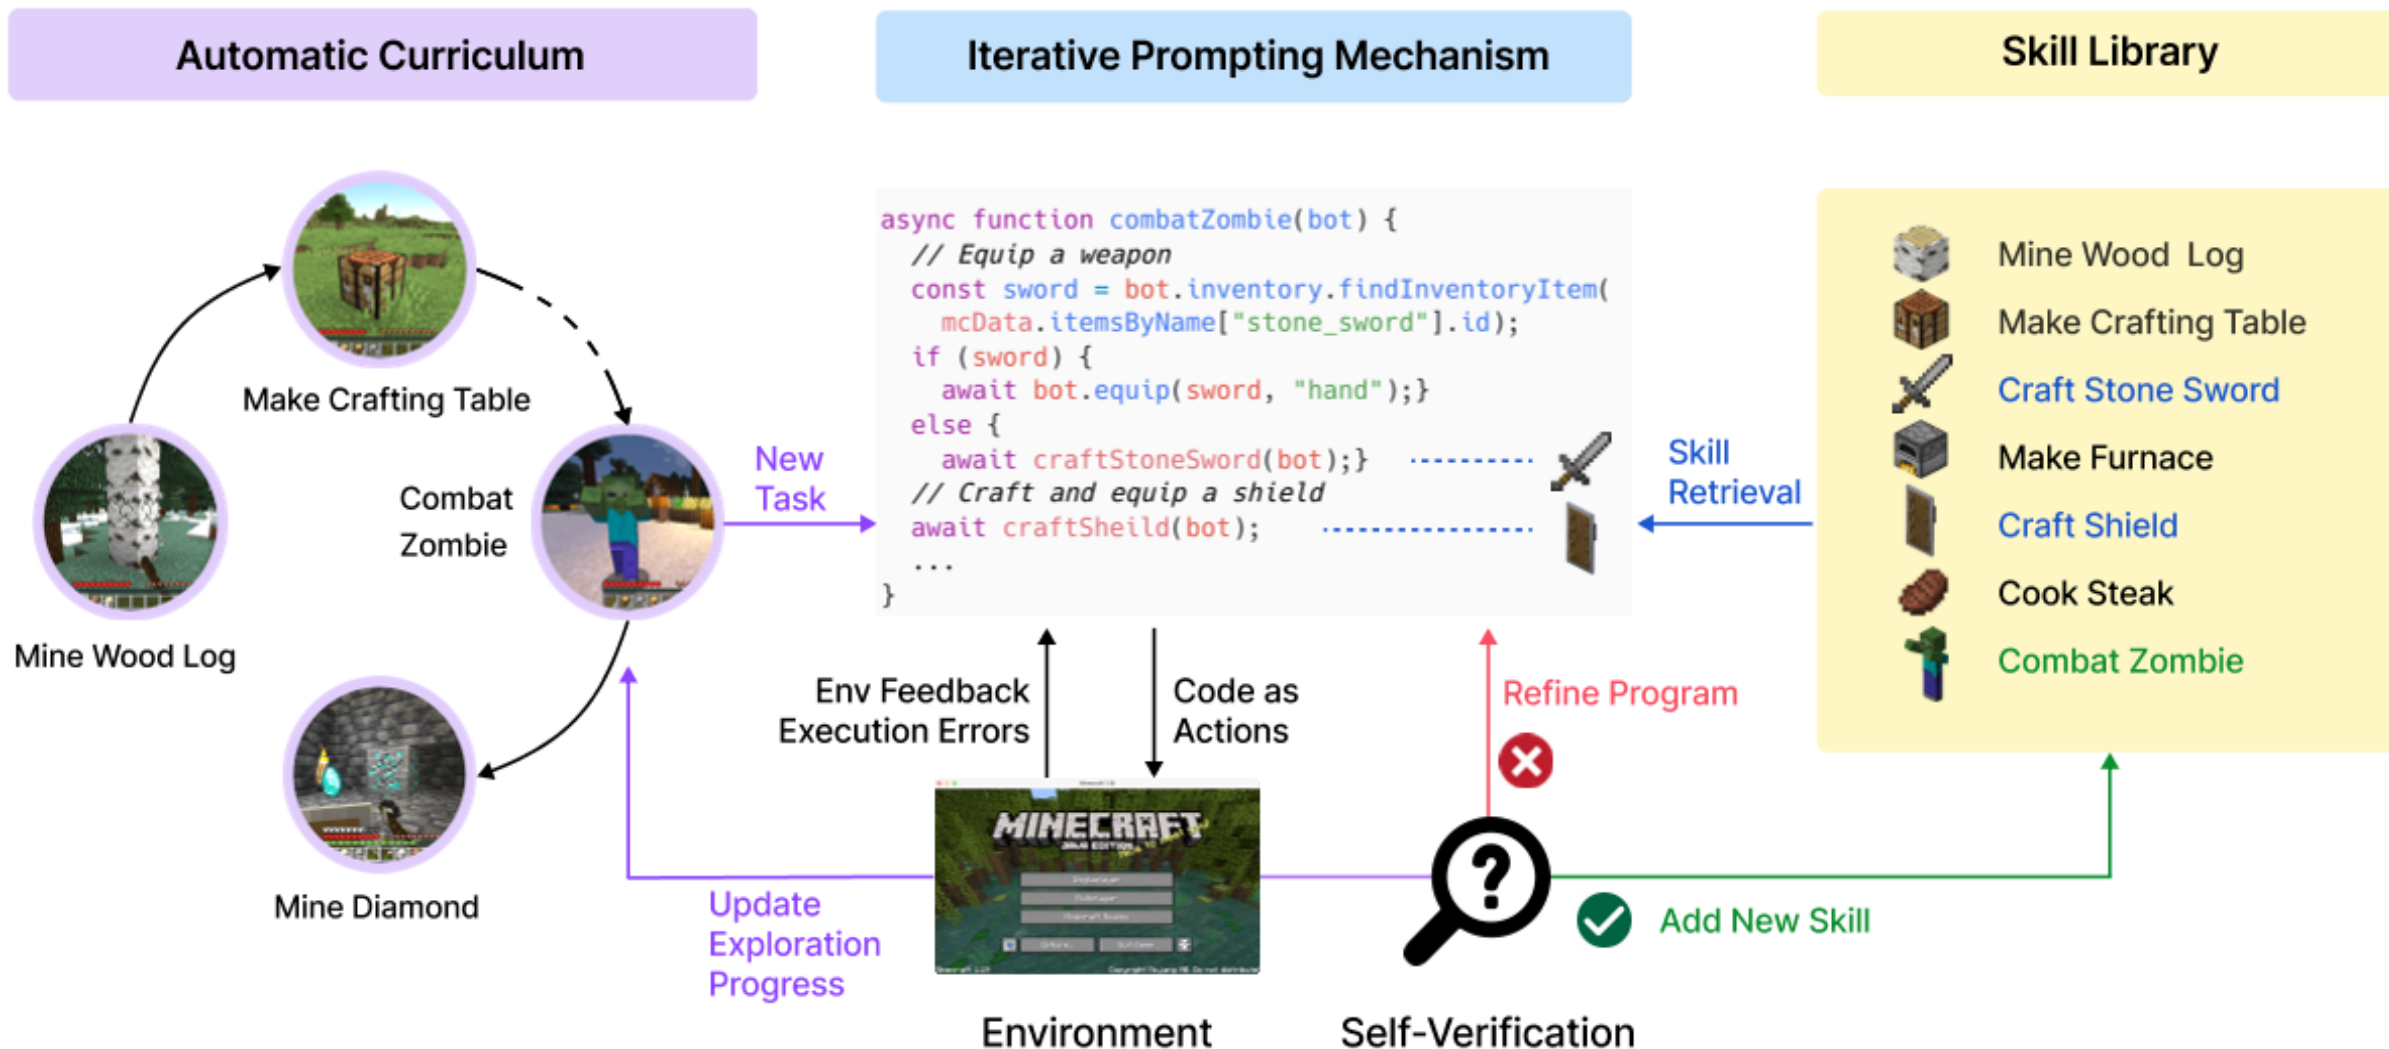 Automatic Curriculum
Iterative Prompting Mechanism
Skill Library
Make Crafting Table
Mine Wood Log
Combat
Zombie
Mine Diamond
New
Task
async function combatZombie(bot) {
// Equip a weapon
const sword = bot.inventory.findInventoryItem(
mcData.itemsByName["stone_sword"].id);
if (sword) {
await bot.equip(sword, "hand");}
else {
await craftStoneSword(bot);}
// Craft and equip a shield
await craftSheild(bot);
...
}
Skill
Retrieval
Mine Wood Log
Make Crafting Table
Craft Stone Sword
Make Furnace
Craft Shield
Cook Steak
Combat Zombie
Env Feedback
Execution Errors
Code as
Actions
Refine Program
Update
Exploration
Progress
MINECRAFT
JAVA EDITION
?
Add New Skill
Environment
Self-Verification